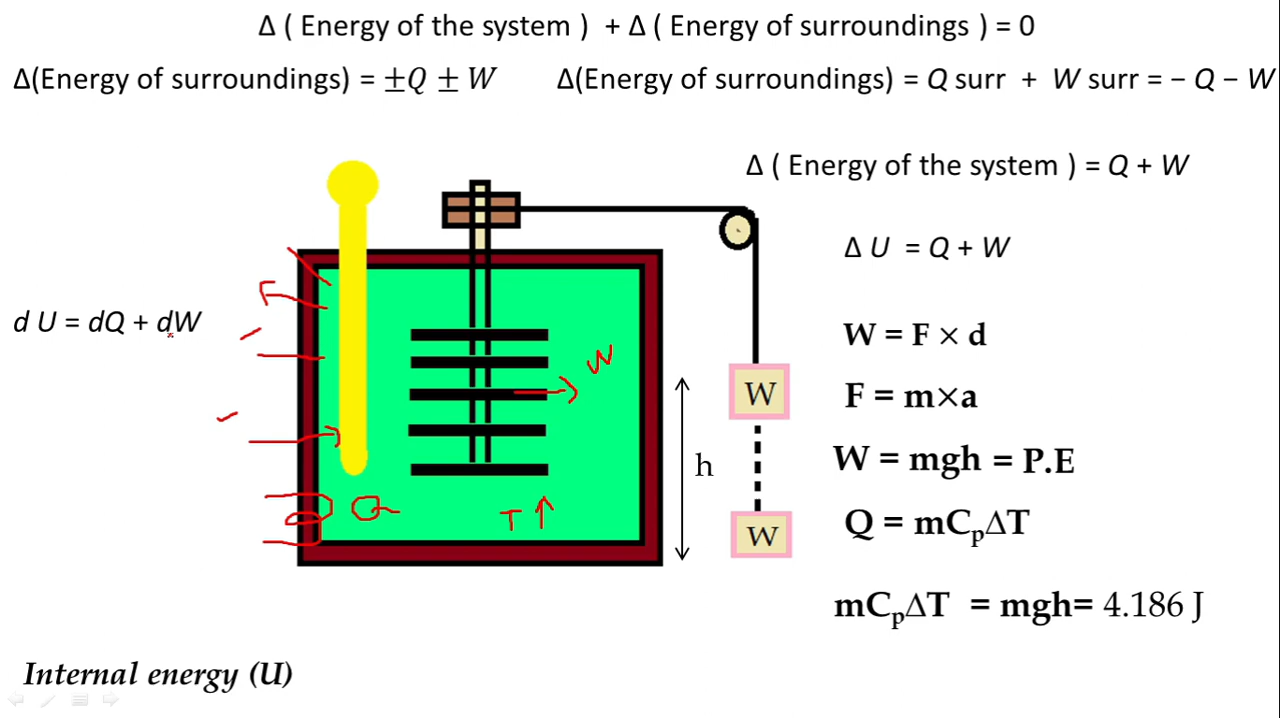 Δ ( Energy of the system ) + Δ ( Energy of surroundings ) = 0
Δ(Energy of surroundings) = ±Q ± W
Δ(Energy of surroundings) = Q surr + W surr = − Q − W
Δ ( Energy of the system ) = Q + W
Δ U = Q + W
d U = dQ + dW
W = F × d
W
W
F = m×a
h
W = mgh = P.E
Q
T ↑
W
Q = mCpΔT
mCpΔT = mgh= 4.186 J
Internal energy (U)